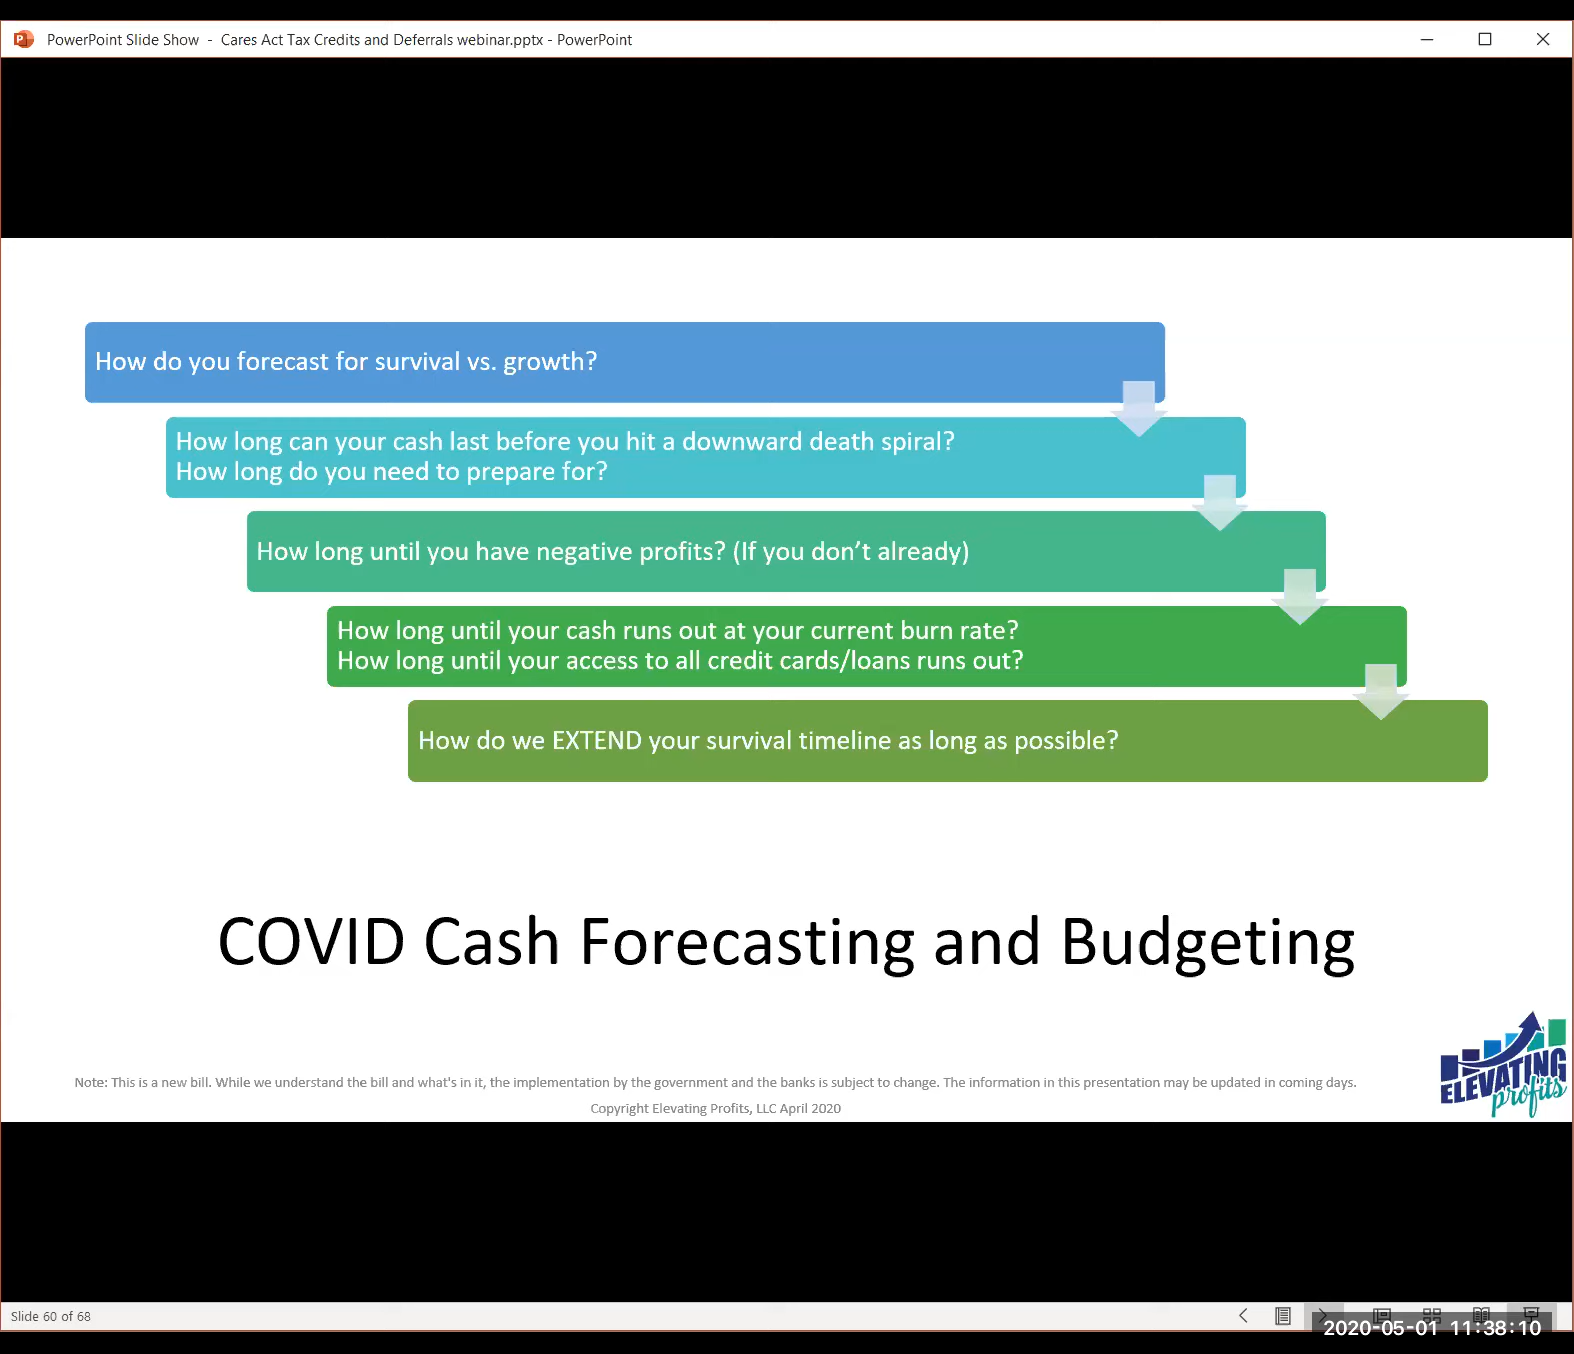 PowerPoint Slide Show - Cares Act Tax Credits and Deferrals webinar.pptx - PowerPoint
How do you forecast for survival vs. growth?
How long can your cash last before you hit a downward death spiral?
How long do you need to prepare for?
How long until you have negative profits? (If you don’t already)
How long until your cash runs out at your current burn rate?
How long until your access to all credit cards/loans runs out?
How do we EXTEND your survival timeline as long as possible?
COVID Cash Forecasting and Budgeting
ELEVATING
profits
Note: This is a new bill. While we understand the bill and what's in it, the implementation by the government and the banks is subject to change. The information in this presentation may be updated in coming days.
Copyright Elevating Profits, LLC April 2020
Slide 60 of 68
2020-05-01 11:38:10